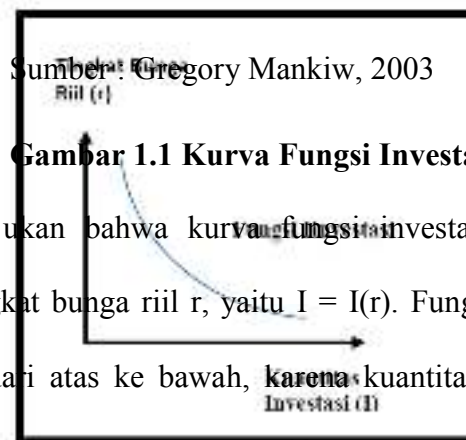 Sumber : Gregory Mankiw, 2003
Riil (r)
Gambar 1.1 Kurva Fungsi Investa
ukan bahwa kurva fungsi investa
gkat bunga riil r, yaitu I = I(r). Fung
ari atas ke bawah, karena kuantita
Investasi (I)